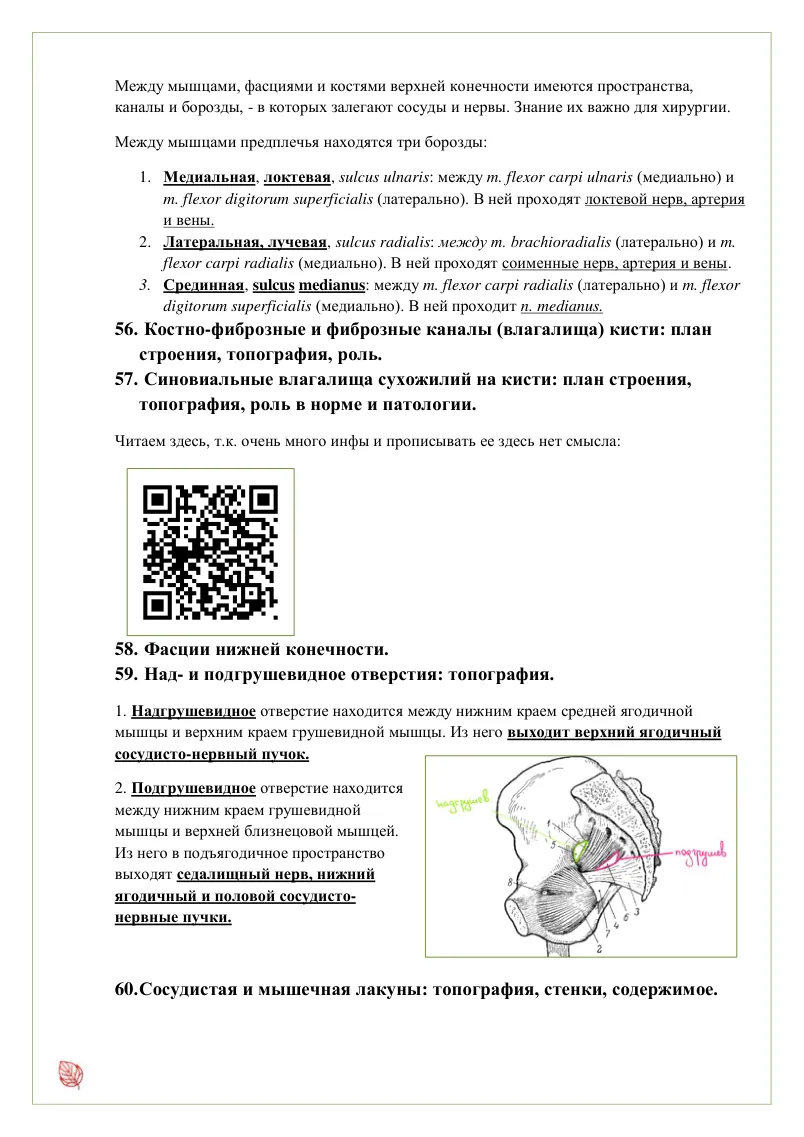 Между мышцами, фасциями и костями верхней конечности имеются пространства,
каналы и борозды, - в которых залегают сосуды и нервы. Знание их важно для хирургии.
Между мышцами предплечья находятся три борозды:
1. Медиальная, локтевая, sulcus ulnaris: между m. flexor carpi ulnaris (медиально) и
m. flexor digitorum superficialis (латерально). В ней проходят локтевой нерв, артерия
и вены.
2. Латеральная, лучевая, sulcus radialis: между m. brachioradialis (латерально) и m.
flexor carpi radialis (медиально). В ней проходят соименные нерв, артерия и вены.
3. Срединная, sulcus medianus: между m. flexor carpi radialis (латерально) и m. flexor
digitorum superficialis (медиально). В ней проходит n. medianus.
56. Костно-фиброзные и фиброзные каналы (влагалища) кисти: план
строения, топография, роль.
57. Синовиальные влагалища сухожилий на кисти: план строения,
топография, роль в норме и патологии.
Читаем здесь, т.к. очень много инфы и прописывать ее здесь нет смысла:
58. Фасции нижней конечности.
59. Над- и подгрушевидное отверстия: топография.
1. Надгрушевидное отверстие находится между нижним краем средней ягодичной
мышцы и верхним краем грушевидной мышцы. Из него выходит верхний ягодичный
сосудисто-нервный пучок.
2. Подгрушевидное отверстие находится
между нижним краем грушевидной
мышцы и верхней близнецовой мышцей.
Из него в подъягодичное пространство
выходят седалищный нерв, нижний
ягодичный и половой сосудисто-
нервные пучки.
надгрушев
подгрушев
1
5
8
3
6
4
7
2
60.Сосудистая и мышечная лакуны: топография, стенки, содержимое.